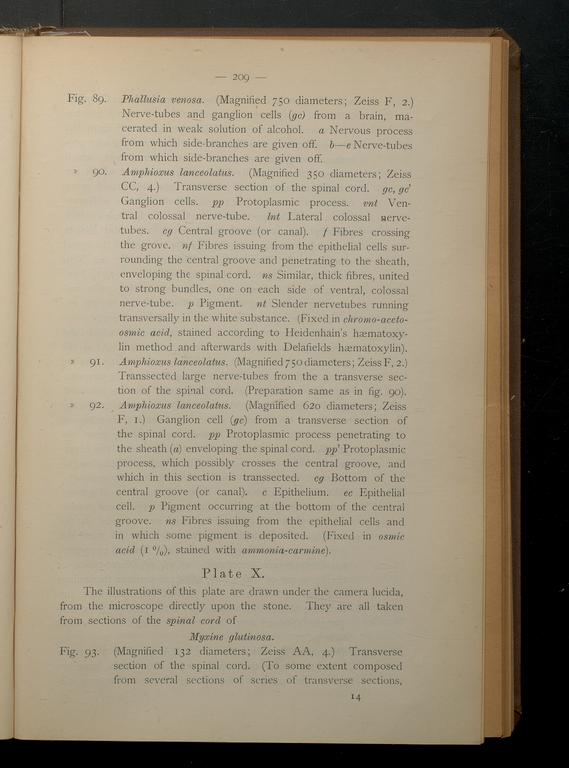 — 209 —
Fig. 89. Phallusia venosa. (Magnified 750 diameters; Zeiss F, 2.)
Nerve-tubes and ganglion cells (gc) from a brain, ma-
cerated in weak solution of alcohol. a Nervous process
from which side-branches are given off. b—e Nerve-tubes
from which side-branches are given off.
» 90. Amphioxus lanceolatus. (Magnified 350 diameters; Zeiss
CC, 4.) Transverse section of the spinal cord. gc, gc'
Ganglion cells. pp Protoplasmic process. vnt Ven-
tral colossal nerve-tube. lnt Lateral colossal nerve-
tubes. cg Central groove (or canal). f Fibres crossing
the grove. nf Fibres issuing from the epithelial cells sur-
rounding the central groove and penetrating to the sheath,
enveloping the spinal cord. ns Similar, thick fibres, united
to strong bundles, one on each side of ventral, colossal
nerve-tube. p Pigment. nt Slender nervetubes running
transversally in the white substance. (Fixed in chromo-aceto-
osmic acid, stained according to Heidenhain's hæmatoxy-
lin method and afterwards with Delafields hæmatoxylin).
» 91. Amphioxus lanceolatus. (Magnified 750 diameters; Zeiss F, 2.)
Transsected large nerve-tubes from the a transverse sec-
tion of the spinal cord. (Preparation same as in fig. 90).
» 92. Amphioxus lanceolatus. (Magnified 620 diameters; Zeiss
F, 1.) Ganglion cell (gc) from a transverse section of
the spinal cord. pp Protoplasmic process penetrating to
the sheath (a) enveloping the spinal cord. pp' Protoplasmic
process, which possibly crosses the central groove, and
which in this section is transsected. cg Bottom of the
central groove (or canal). c Epithelium. ec Epithelial
cell. p Pigment occurring at the bottom of the central
groove. ns Fibres issuing from the epithelial cells and
in which some pigment is deposited. (Fixed in osmic
acid (1 %), stained with ammonia-carmine).
Plate X.
The illustrations of this plate are drawn under the camera lucida,
from the microscope directly upon the stone. They are all taken
from sections of the spinal cord of
Myxine glutinosa.
Fig. 93. (Magnified 132 diameters; Zeiss AA, 4.) Transverse
section of the spinal cord. (To some extent composed
from several sections of series of transverse sections,
14